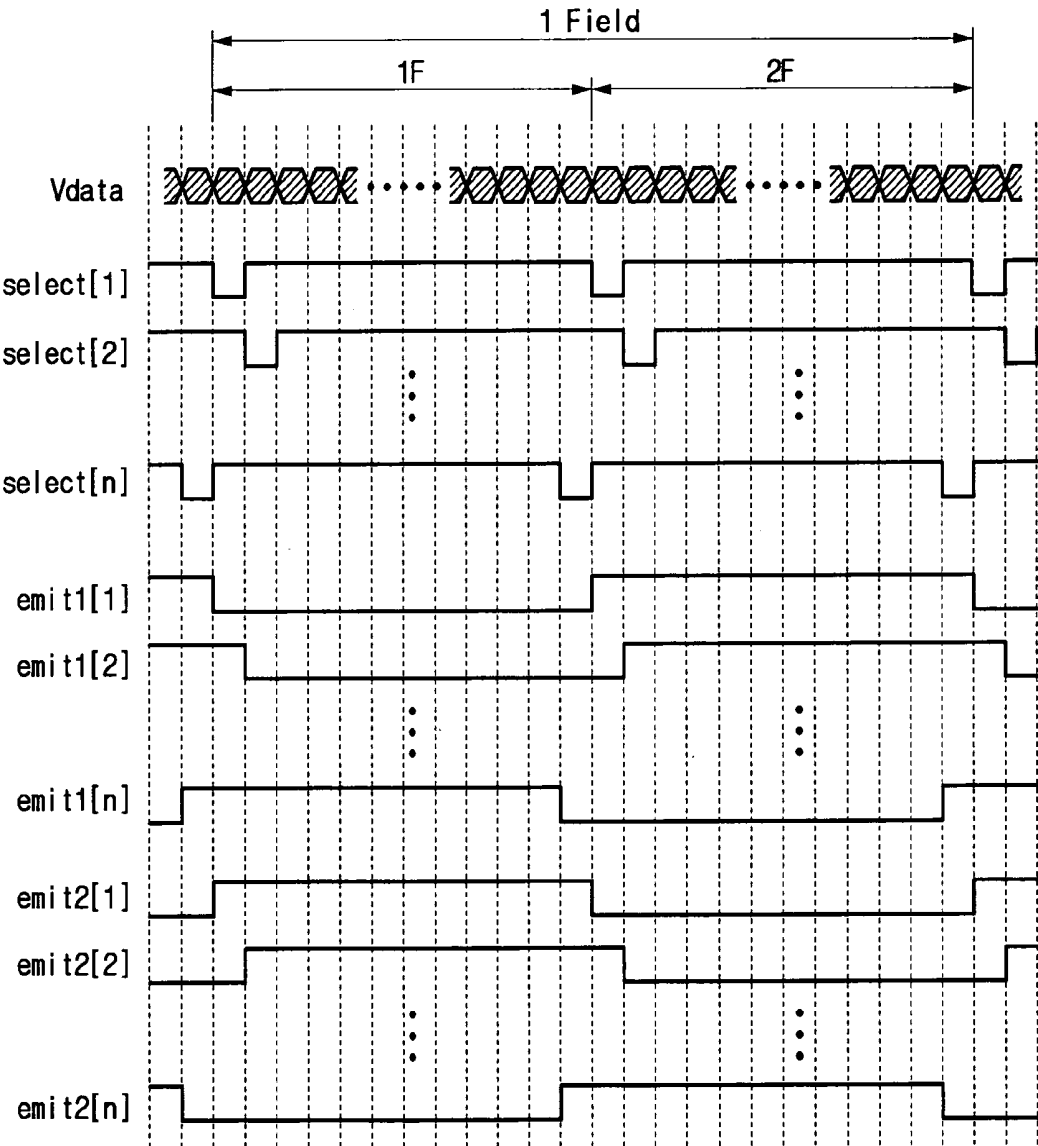 1 Field
1F
2F
Vdata
select[1]
select[2]
select[n]
emit1[1]
emit1[2]
emit1[n]
emit2[1]
emit2[2]
emit2[n]